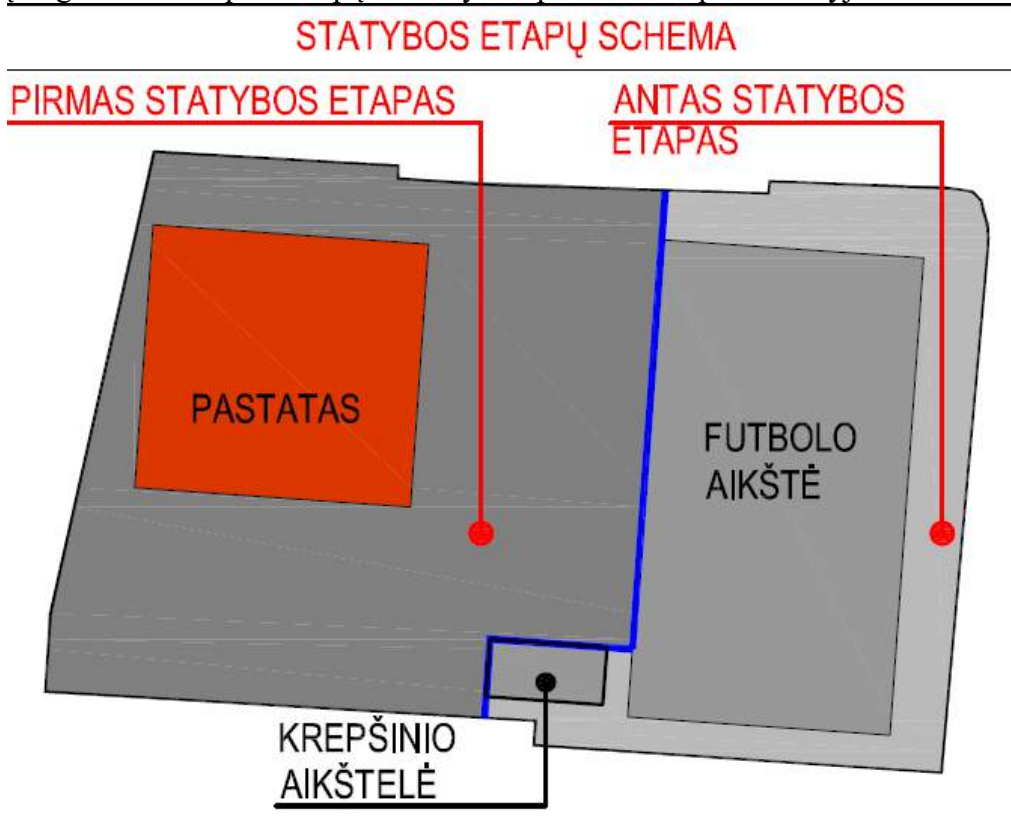 STATYBOS ETAPŲ SCHEMA
PIRMAS STATYBOS ETAPAS
ANTAS STATYBOS
ETAPAS
PASTATAS
FUTBOLO
AIKŠTĖ
KREPŠINIO
AIKŠTELĖ